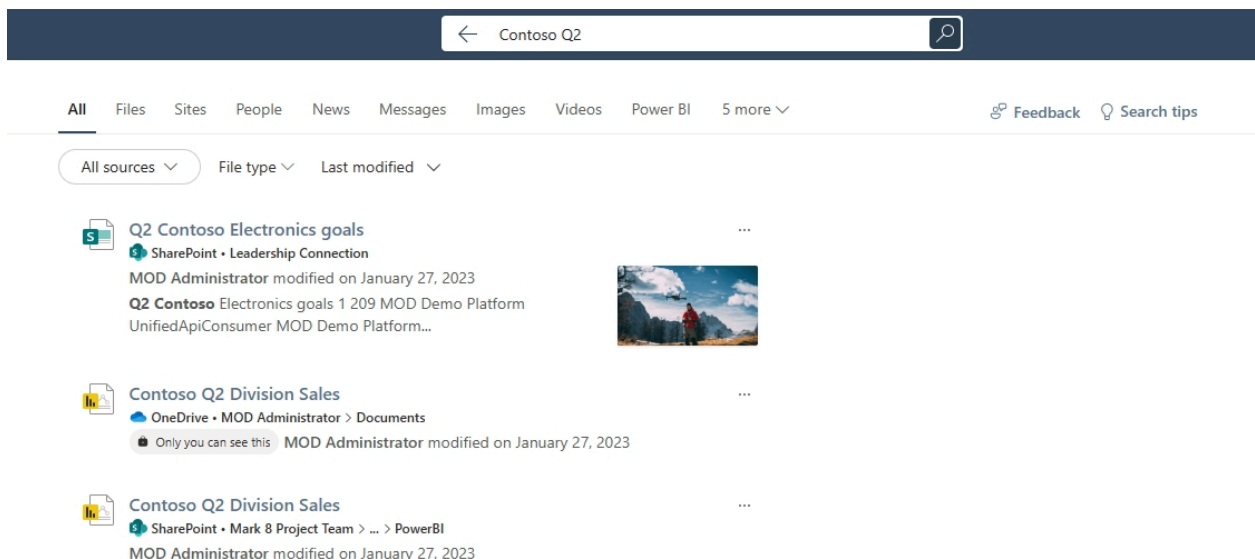 Contoso Q2
All Files Sites People News Messages Images Videos Power BI 5 more Feedback Search tips
All sources File type Last modified
Q2 Contoso Electronics goals ...
SharePoint • Leadership Connection
MOD Administrator modified on January 27, 2023
Q2 Contoso Electronics goals 1 209 MOD Demo Platform
UnifiedApiConsumer MOD Demo Platform...
Contoso Q2 Division Sales ...
OneDrive • MOD Administrator > Documents
Only you can see this MOD Administrator modified on January 27, 2023
Contoso Q2 Division Sales ...
SharePoint • Mark 8 Project Team > ... > PowerBI
MOD Administrator modified on January 27, 2023